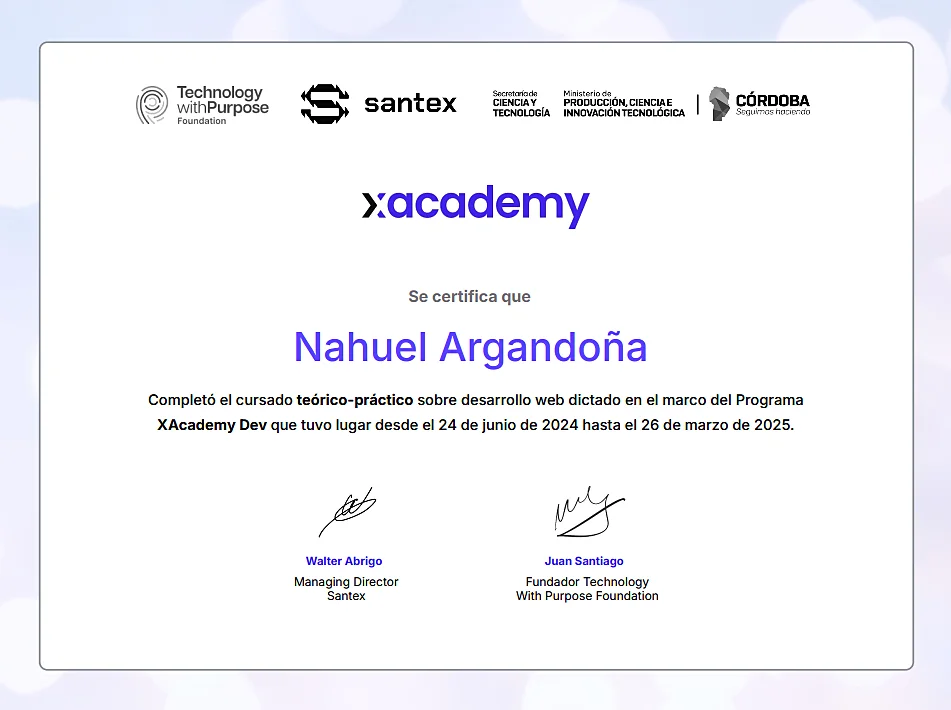 Technology
withPurpose
Foundation
santex
Secretaría de
CIENCIA Y
TECNOLOGÍA
Ministerio de
PRODUCCIÓN, CIENCIA E
INNOVACIÓN TECNOLÓGICA
CÓRDOBA
Seguimos haciendo
xacademy
Se certifica que
Nahuel Argandoña
Completó el cursado teórico-práctico sobre desarrollo web dictado en el marco del Programa
XAcademy Dev que tuvo lugar desde el 24 de junio de 2024 hasta el 26 de marzo de 2025.
Walter Abrigo
Managing Director
Santex
Juan Santiago
Fundador Technology
With Purpose Foundation